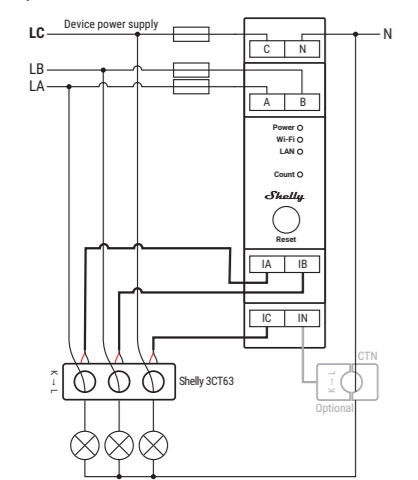 Device power supply
LC
N
C N
LB
LA
A B
Power
Wi-Fi
LAN
Count
Shelly
Reset
IA IB
IC IN
CTN
K → L
Optional
K → L
Shelly 3CT63